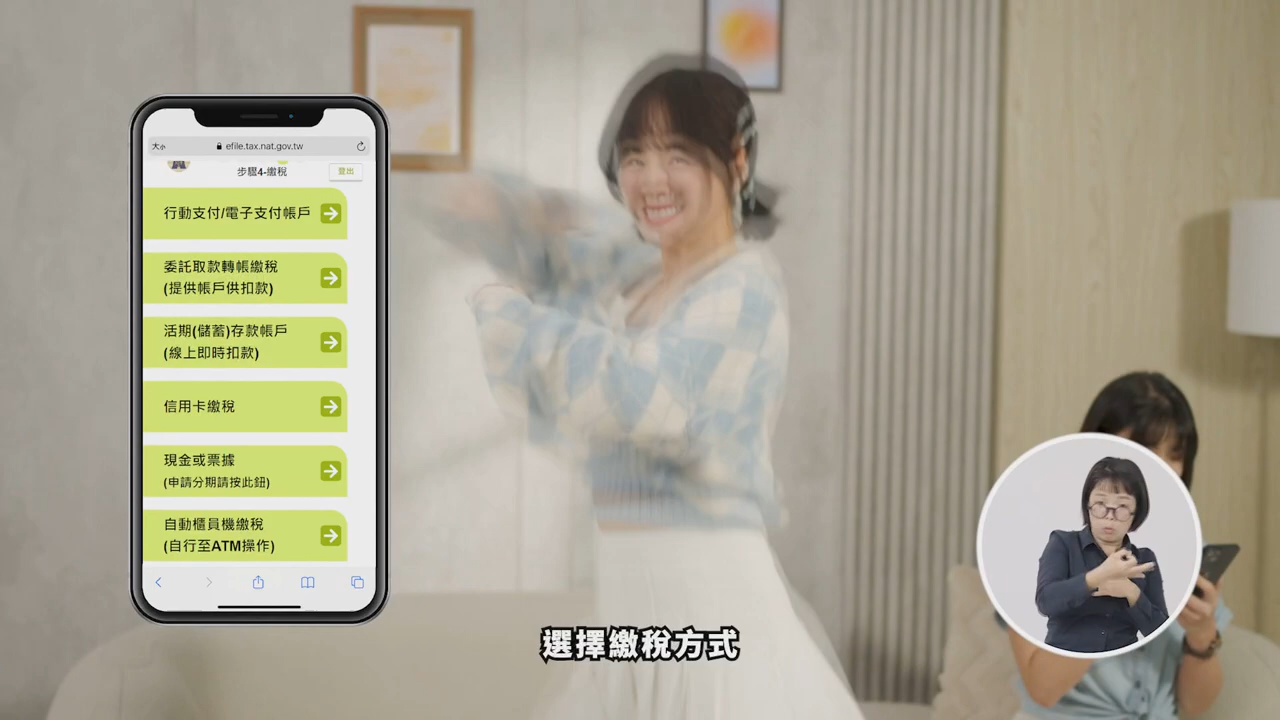 大小
efile.tax.nat.gov.tw
步驟4-繳稅
登出
行動支付/電子支付帳戶
委託取款轉帳繳稅
(提供帳戶供扣款)
活期(儲蓄)存款帳戶
(線上即時扣款)
信用卡繳稅
現金或票據
(申請分期請按此鈕)
自動櫃員機繳稅
(自行至ATM操作)
選擇繳稅方式